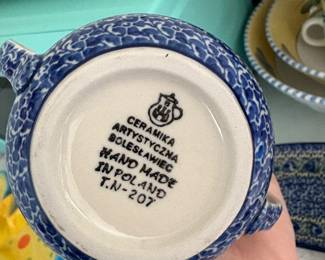 CERAMIKA
ARTYSTYCZNA
BOLESŁAWIEC
HAND MADE
IN POLAND
T.N-207